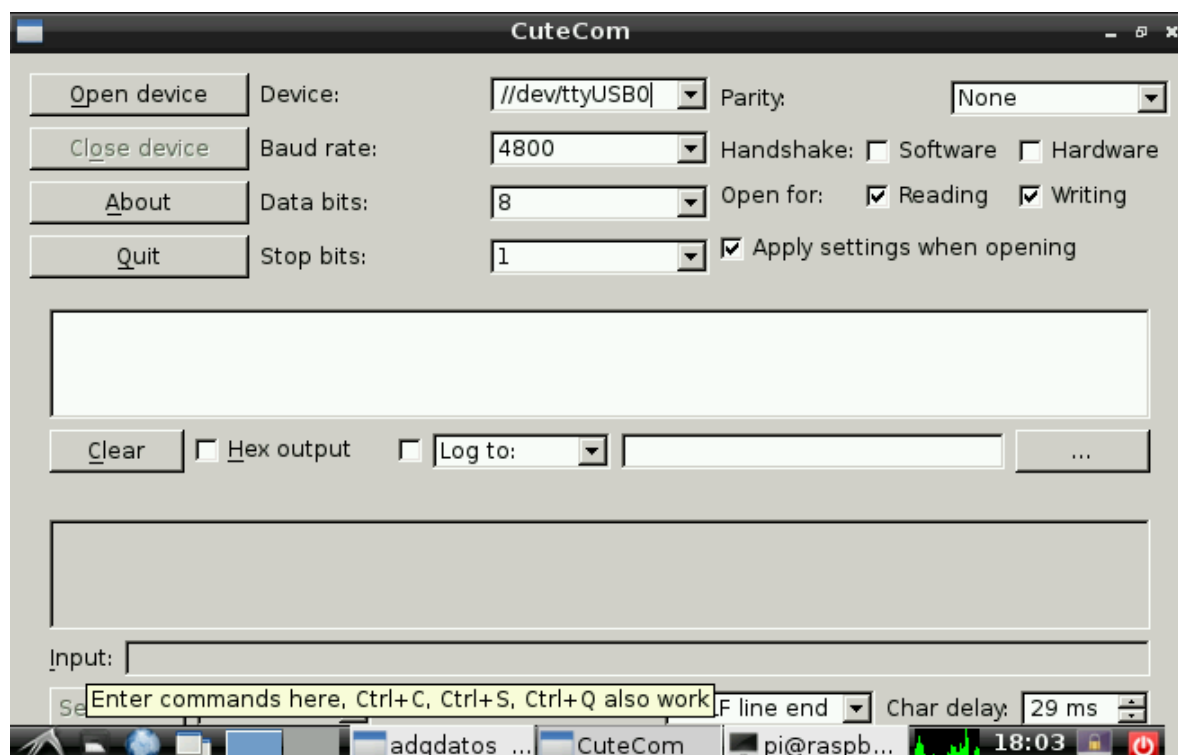 CuteCom
Open device Device: //dev/ttyUSB0 Parity: None
Close device Baud rate: 4800 Handshake: Software Hardware
About Data bits: 8 Open for: Reading Writing
Quit Stop bits: 1 Apply settings when opening
Clear Hex output Log to: ...
Input:
Enter commands here, Ctrl+C, Ctrl+S, Ctrl+Q also work
line end Char delay: 29 ms
adqdatos ... CuteCom pi@raspb... 18:03